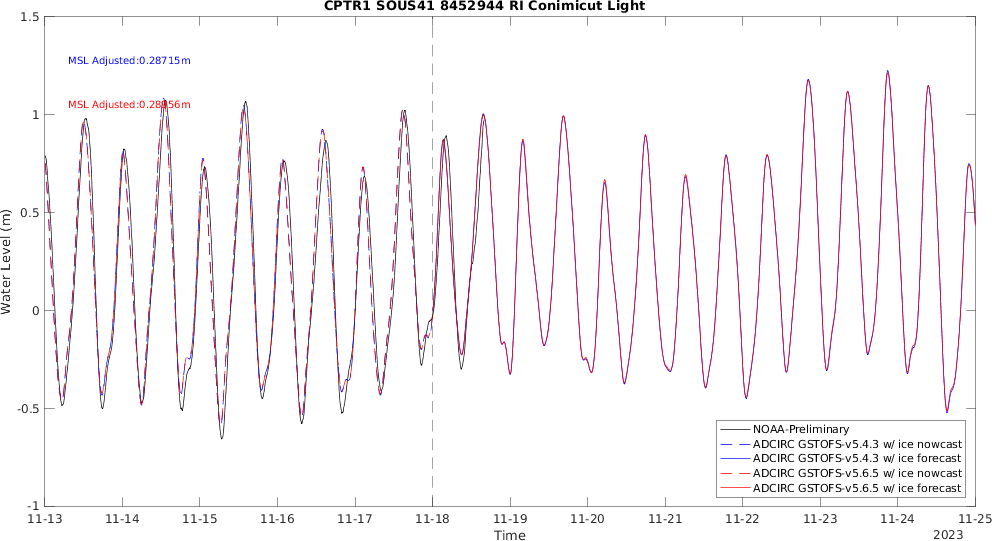 CPTR1 SOUS41 8452944 RI Conimicut Light
1.5
MSL Adjusted:0.28715m
MSL
1
0.5
Water Level (m)
0
-0.5
-1
NOAA-Preliminary
ADCIRC GSTOFS-v5.4.3 w/ ice nowcast
ADCIRC GSTOFS-v5.4.3 w/ ice forecast
ADCIRC GSTOFS-v5.6.5 w/ ice nowcast
ADCIRC GSTOFS-v5.6.5 w/ ice forecast
11-13 11-14 11-15 11-16 11-17 11-18 11-19 11-20 11-21 11-22 11-23 11-24 11-25
Time
2023